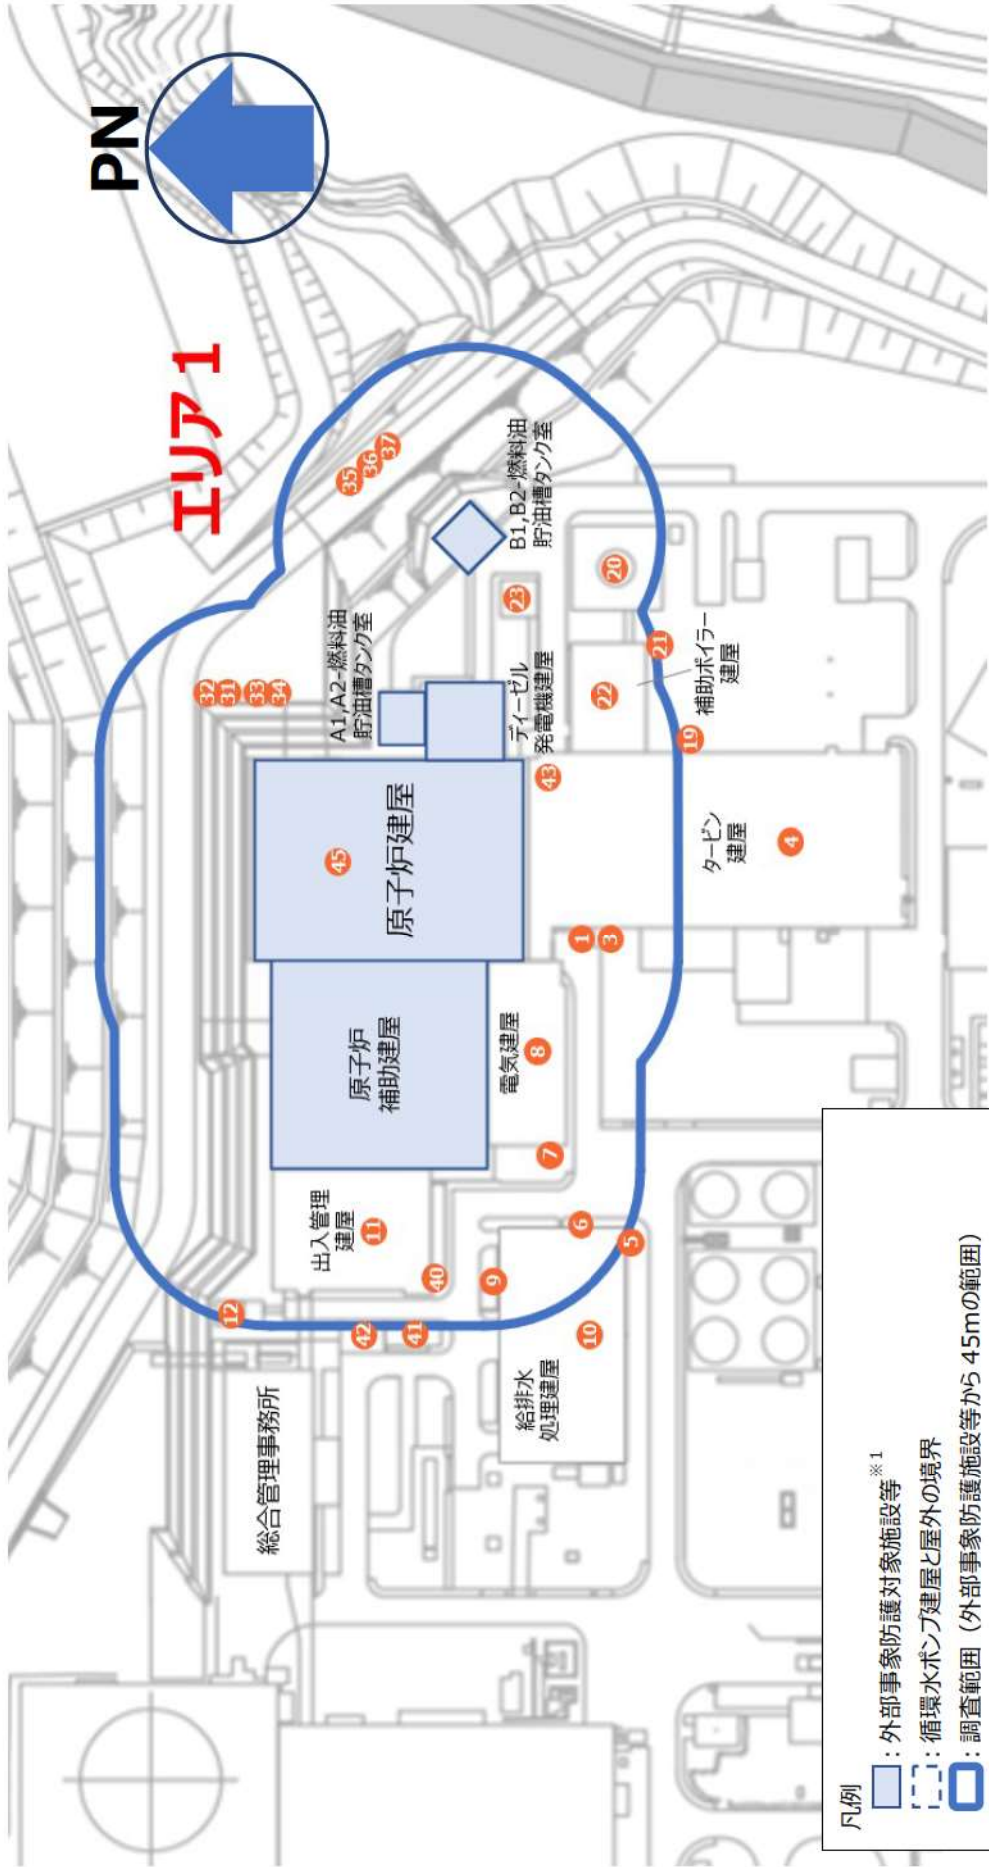 PN
エリア 1
35
36
37
32
31
33
34
B1,B2-燃料油
貯油槽タンク室
A1,A2-燃料油
貯油槽タンク室
23
20
ディーゼル
発電機建屋
22
21
補助ボイラー
建屋
19
43
45
原子炉建屋
タービン
建屋
4
1
3
原子炉
補助建屋
電気建屋
8
7
出入管理
建屋
11
40
6
5
9
10
12
42
41
給排水
処理建屋
総合管理事務所
凡例
:外部事象防護対象施設等※1
:循環水ポンプ建屋と屋外の境界
:調査範囲(外部事象防護施設等から 45mの範囲)